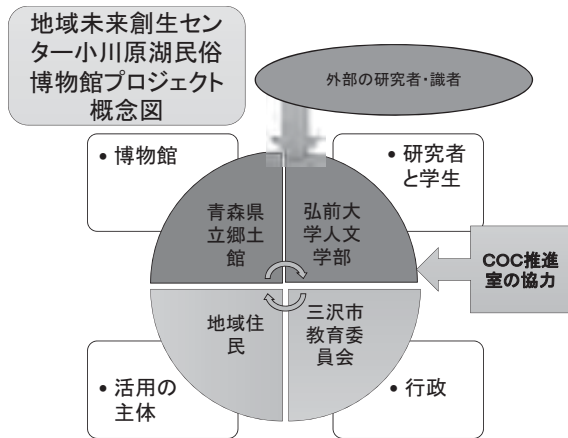 地域未来創生セン
ター小川原湖民俗
博物館プロジェクト
概念図
外部の研究者・識者
• 博物館
• 研究者
と学生
青森県
立郷土
館
弘前大
学人文
学部
COC推進
室の協力
地域住
民
三沢市
教育委
員会
• 活用の
主体
• 行政